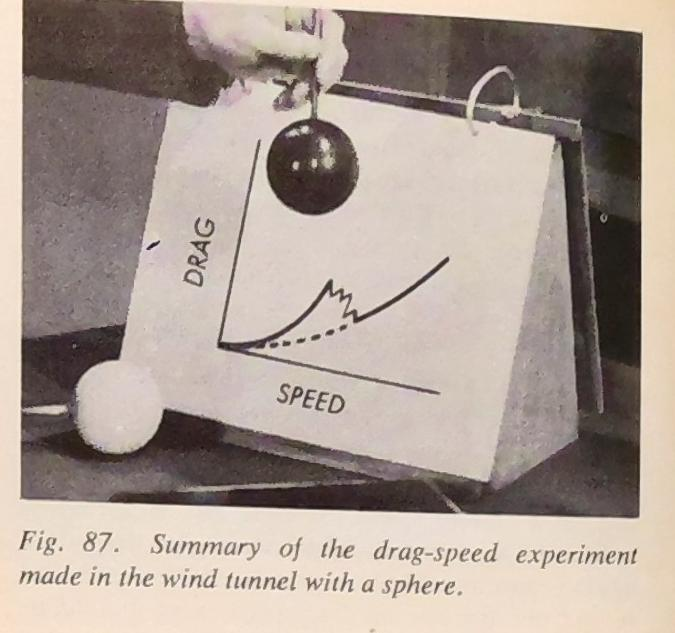 DRAG
SPEED
Fig. 87. Summary of the drag-speed experiment
made in the wind tunnel with a sphere.